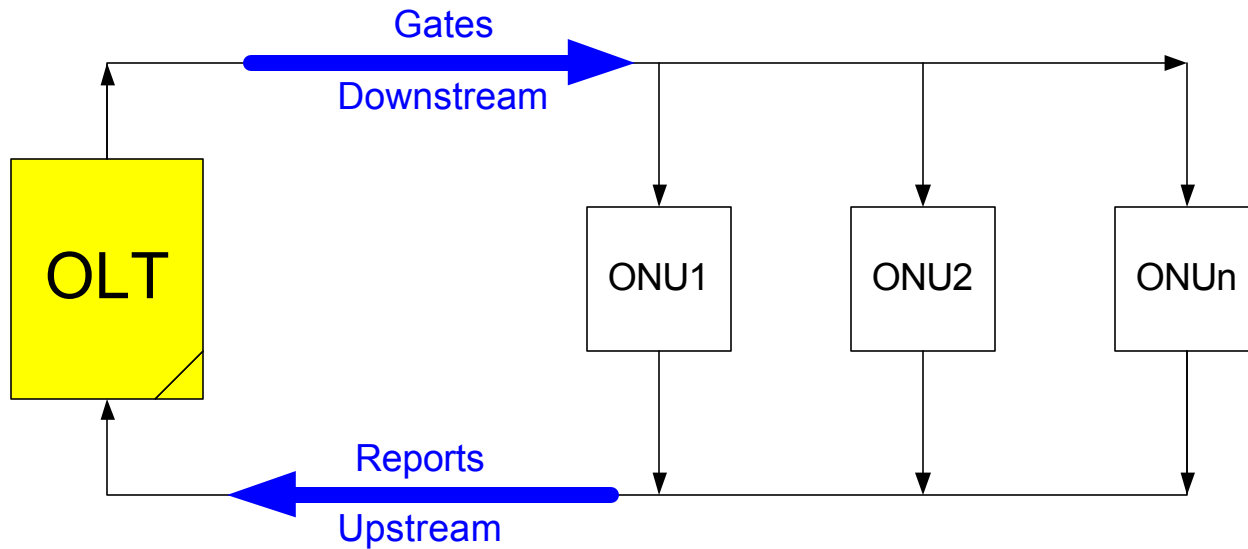 Gates
Downstream
OLT
ONU1
ONU2
ONUn
Reports
Upstream